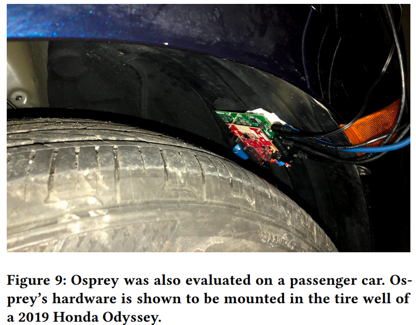 Figure 9: Osprey was also evaluated on a passenger car. Os-
prey's hardware is shown to be mounted in the tire well of
a 2019 Honda Odyssey.